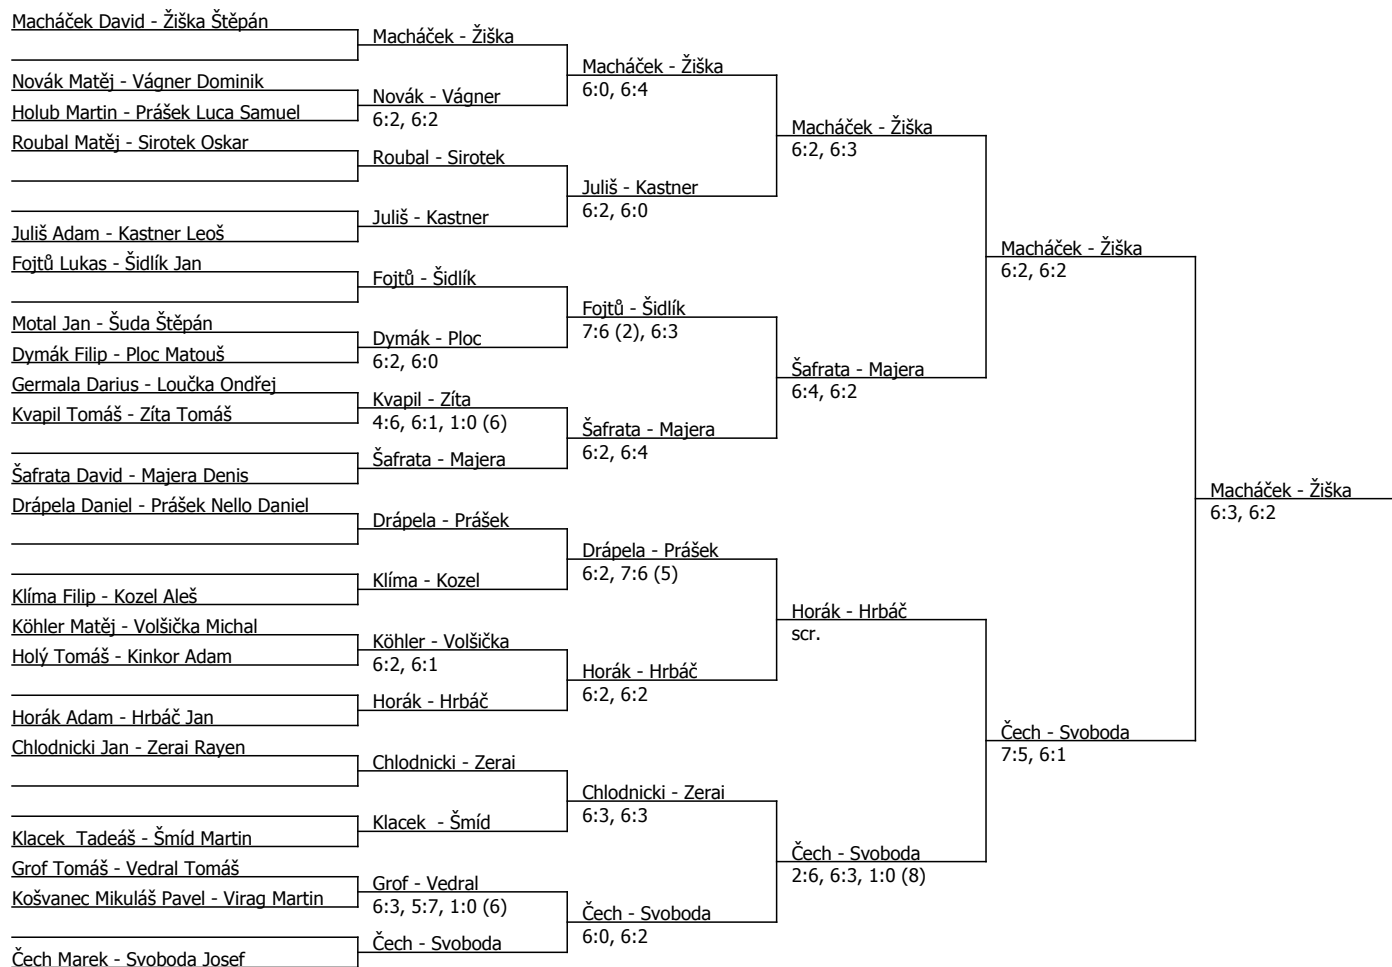 Macháček David - Žiška Štěpán
Novák Matěj - Vágner Dominik
Holub Martin - Prášek Luca Samuel
Roubal Matěj - Sirotek Oskar
Juliš Adam - Kastner Leoš
Fojtů Lukas - Šidlík Jan
Motal Jan - Šuda Štěpán
Dymák Filip - Ploc Matouš
Germala Darius - Loučka Ondřej
Kvapil Tomáš - Zíta Tomáš
Šafrata David - Majera Denis
Drápela Daniel - Prášek Nello Daniel
Klíma Filip - Kozel Aleš
Köhler Matěj - Volšička Michal
Holý Tomáš - Kinkor Adam
Horák Adam - Hrbáč Jan
Chlodnicki Jan - Zerai Rayen
Klacek  Tadeáš - Šmíd Martin
Grof Tomáš - Vedral Tomáš
Košvanec Mikuláš Pavel - Virag Martin
Čech Marek - Svoboda Josef
Macháček - Žiška
Novák - Vágner
6:2, 6:2
Roubal - Sirotek
Juliš - Kastner
Fojtů - Šidlík
Dymák - Ploc
6:2, 6:0
Kvapil - Zíta
4:6, 6:1, 1:0 (6)
Šafrata - Majera
Drápela - Prášek
Klíma - Kozel
Köhler - Volšička
6:2, 6:1
Horák - Hrbáč
Chlodnicki - Zerai
Klacek  - Šmíd
Grof - Vedral
6:3, 5:7, 1:0 (6)
Čech - Svoboda
Macháček - Žiška
6:0, 6:4
Juliš - Kastner
6:2, 6:0
Fojtů - Šidlík
7:6 (2), 6:3
Šafrata - Majera
6:2, 6:4
Drápela - Prášek
6:2, 7:6 (5)
Horák - Hrbáč
6:2, 6:2
Chlodnicki - Zerai
6:3, 6:3
Čech - Svoboda
6:0, 6:2
Macháček - Žiška
6:2, 6:3
Šafrata - Majera
6:4, 6:2
Horák - Hrbáč
scr.
Čech - Svoboda
2:6, 6:3, 1:0 (8)
Macháček - Žiška
6:2, 6:2
Čech - Svoboda
7:5, 6:1
Macháček - Žiška
6:3, 6:2